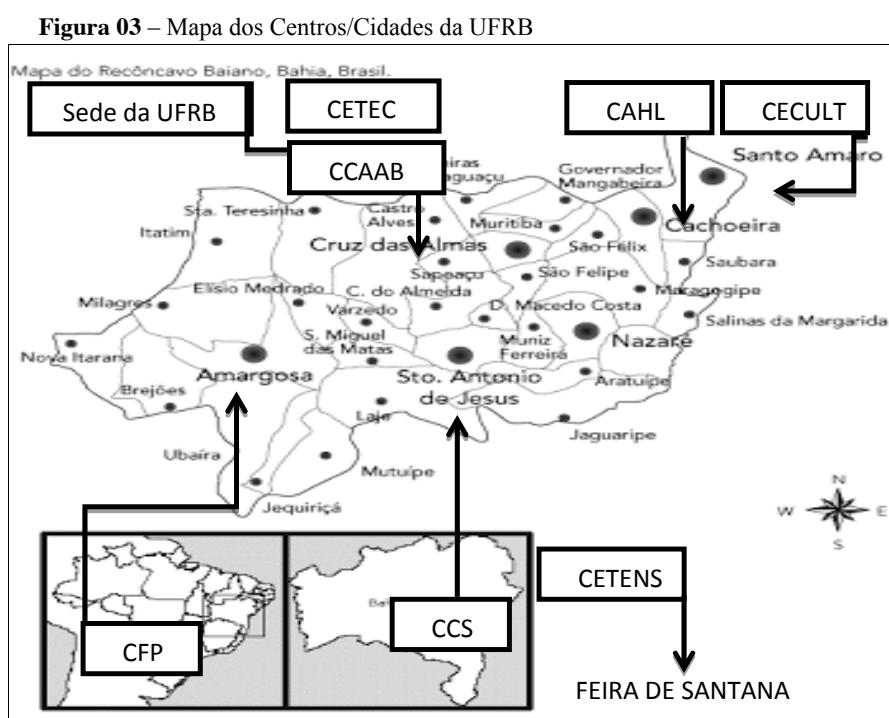 Figura 03 – Mapa dos Centros/Cidades da UFRB
Mapa do Recôncavo Baiano, Bahia, Brasil.
Sede da UFRB
CETEC
CAHL
CECULT
CCAAB
Santo Amaro
Governador
Mangabeira
Sta. Teresinha
Castro
Alves
Muritiba
Cachoeira
Itatim
Cruz das Almas
São Félix
Sapeaçu
São Felipe
Saubara
Elísio Medrado
C. do Almeida
Maragogipe
Milagres
Varzedo
D. Macedo Costa
Salinas da Margarida
S. Miguel
das Matas
Muniz
Ferreira
Nazaré
Nova Itarana
Amargosa
Sto. Antonio
de Jesus
Aratuípe
Brejões
Laje
Jaguaripe
Ubaíra
Mutuípe
Jequiriçá
N
W
E
S
CETENS
CFP
CCS
FEIRA DE SANTANA